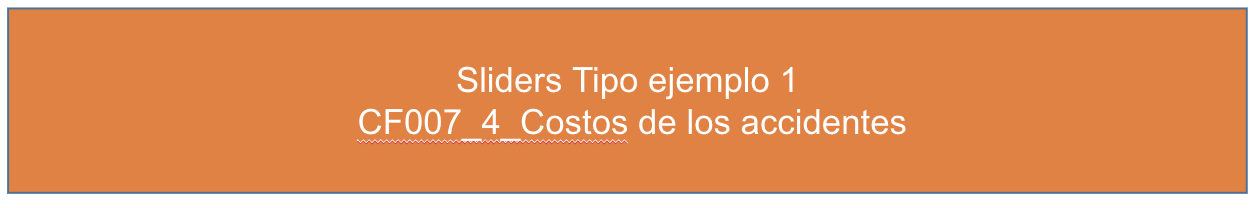 Sliders Tipo ejemplo 1
CF007_4_Costos de los accidentes